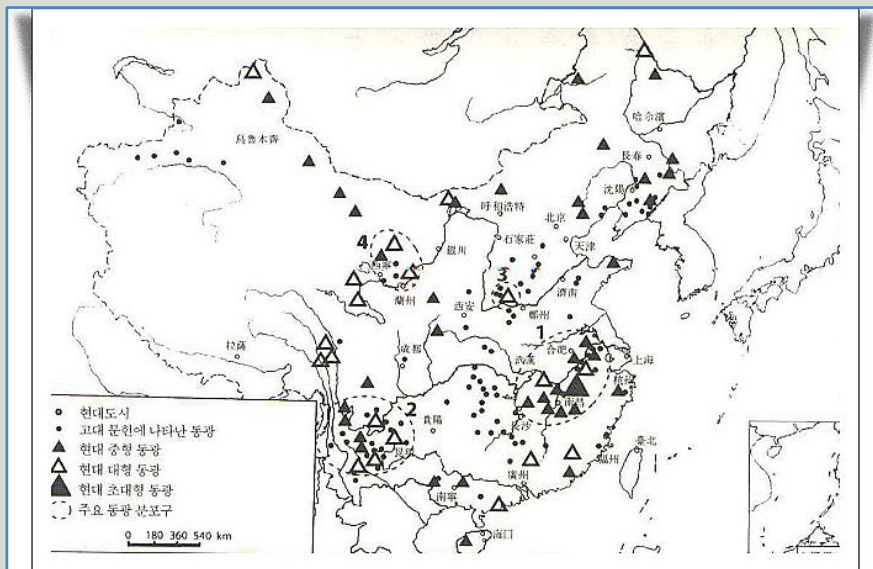 哈尒濱
烏魯木齊
長春
沈陽
呼和浩特
北京
4
石家莊
天津
銀川
西寧
3
濟南
蘭州
西安
鄭州
1
拉薩
合肥
上海
成都
武漢
杭州
2
南昌
貴陽
長沙
昆明
福州
臺北
廣州
南寧
海口
현대도시
고대 문헌에 나타난 동광
현대 중형 동광
현대 대형 동광
현대 초대형 동광
주요 동광 분포구
0 180 360 540 km